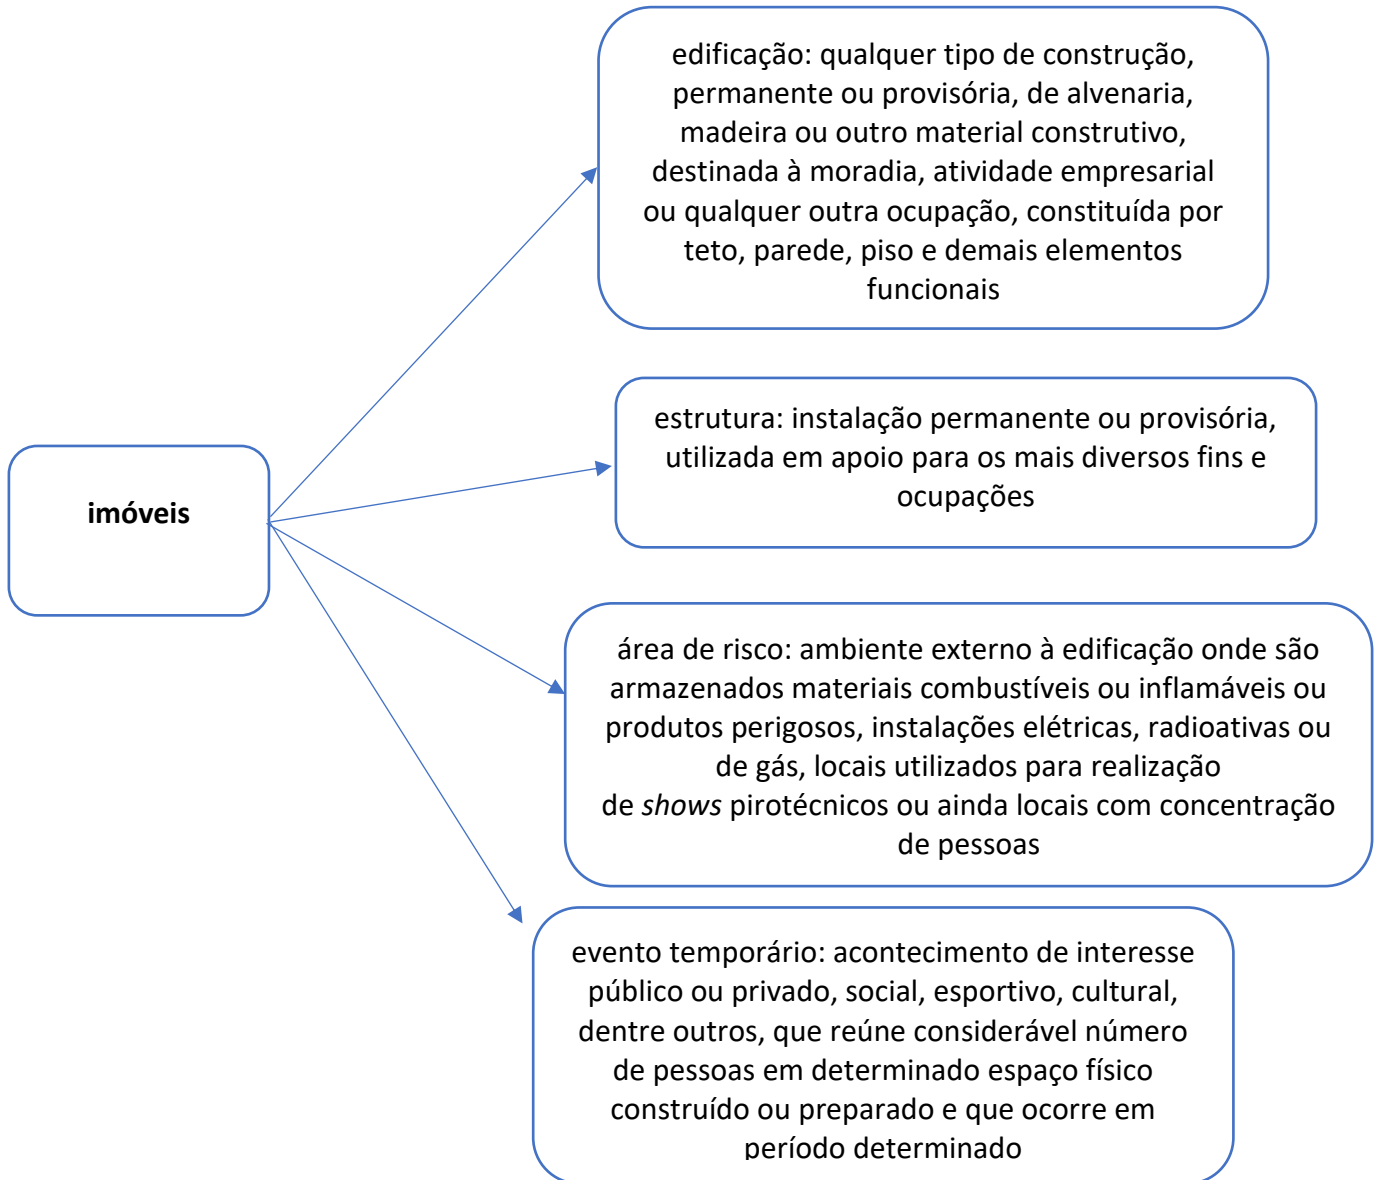 edificação: qualquer tipo de construção,
permanente ou provisória, de alvenaria,
madeira ou outro material construtivo,
destinada à moradia, atividade empresarial
ou qualquer outra ocupação, constituída por
teto, parede, piso e demais elementos
funcionais
estrutura: instalação permanente ou provisória,
utilizada em apoio para os mais diversos fins e
ocupações
imóveis
área de risco: ambiente externo à edificação onde são
armazenados materiais combustíveis ou inflamáveis ou
produtos perigosos, instalações elétricas, radioativas ou
de gás, locais utilizados para realização
de shows pirotécnicos ou ainda locais com concentração
de pessoas
evento temporário: acontecimento de interesse
público ou privado, social, esportivo, cultural,
dentre outros, que reúne considerável número
de pessoas em determinado espaço físico
construído ou preparado e que ocorre em
período determinado